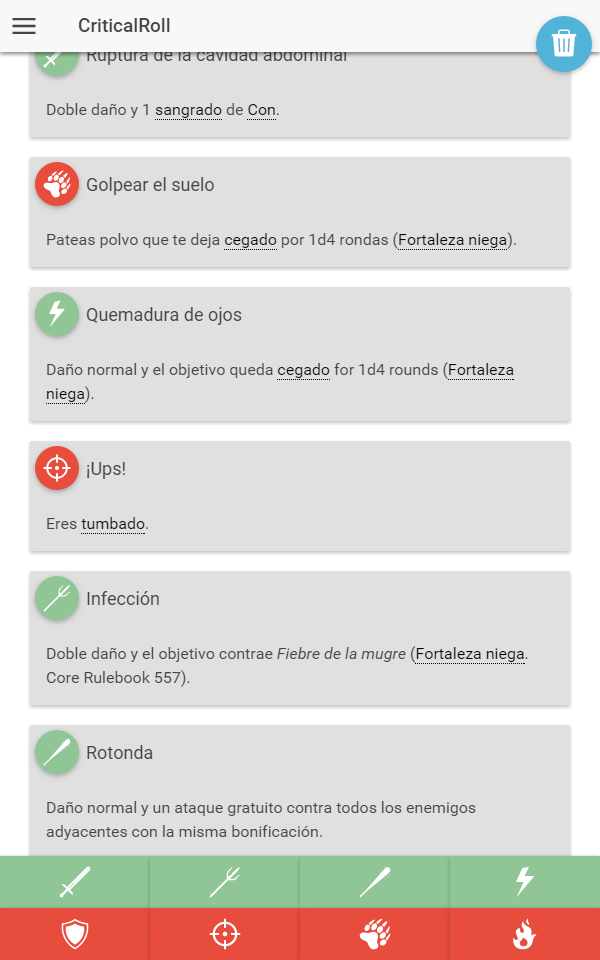 CriticalRoll
Ruptura de la cavidad abdominal
Doble daño y 1 sangrado de Con.
Golpear el suelo
Pateas polvo que te deja cegado por 1d4 rondas (Fortaleza niega).
Quemadura de ojos
Daño normal y el objetivo queda cegado for 1d4 rounds (Fortaleza
niega).
¡Ups!
Eres tumbado.
Infección
Doble daño y el objetivo contrae Fiebre de la mugre (Fortaleza niega.
Core Rulebook 557).
Rotonda
Daño normal y un ataque gratuito contra todos los enemigos
adyacentes con la misma bonificación.